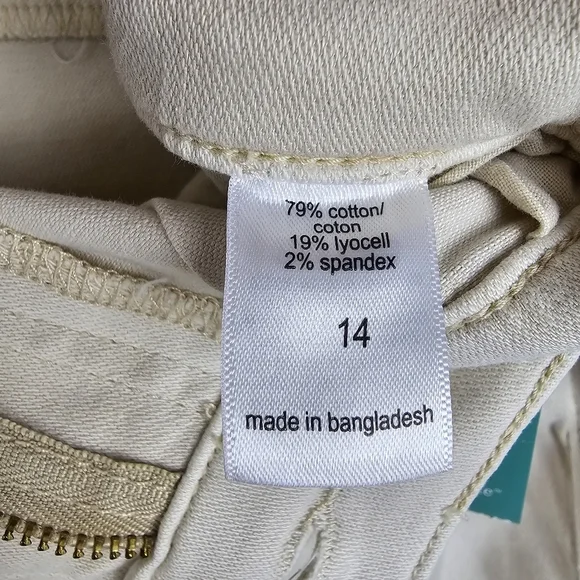 79% cotton/
coton
19% lyocell
2% spandex
14
made in bangladesh